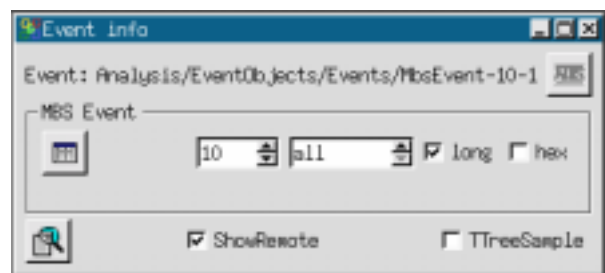 Event info
Event: Analysis/EventObjects/Events/MbsEvent-10-1
MBS Event
10 all long hex
ShowRemote TTreeSample